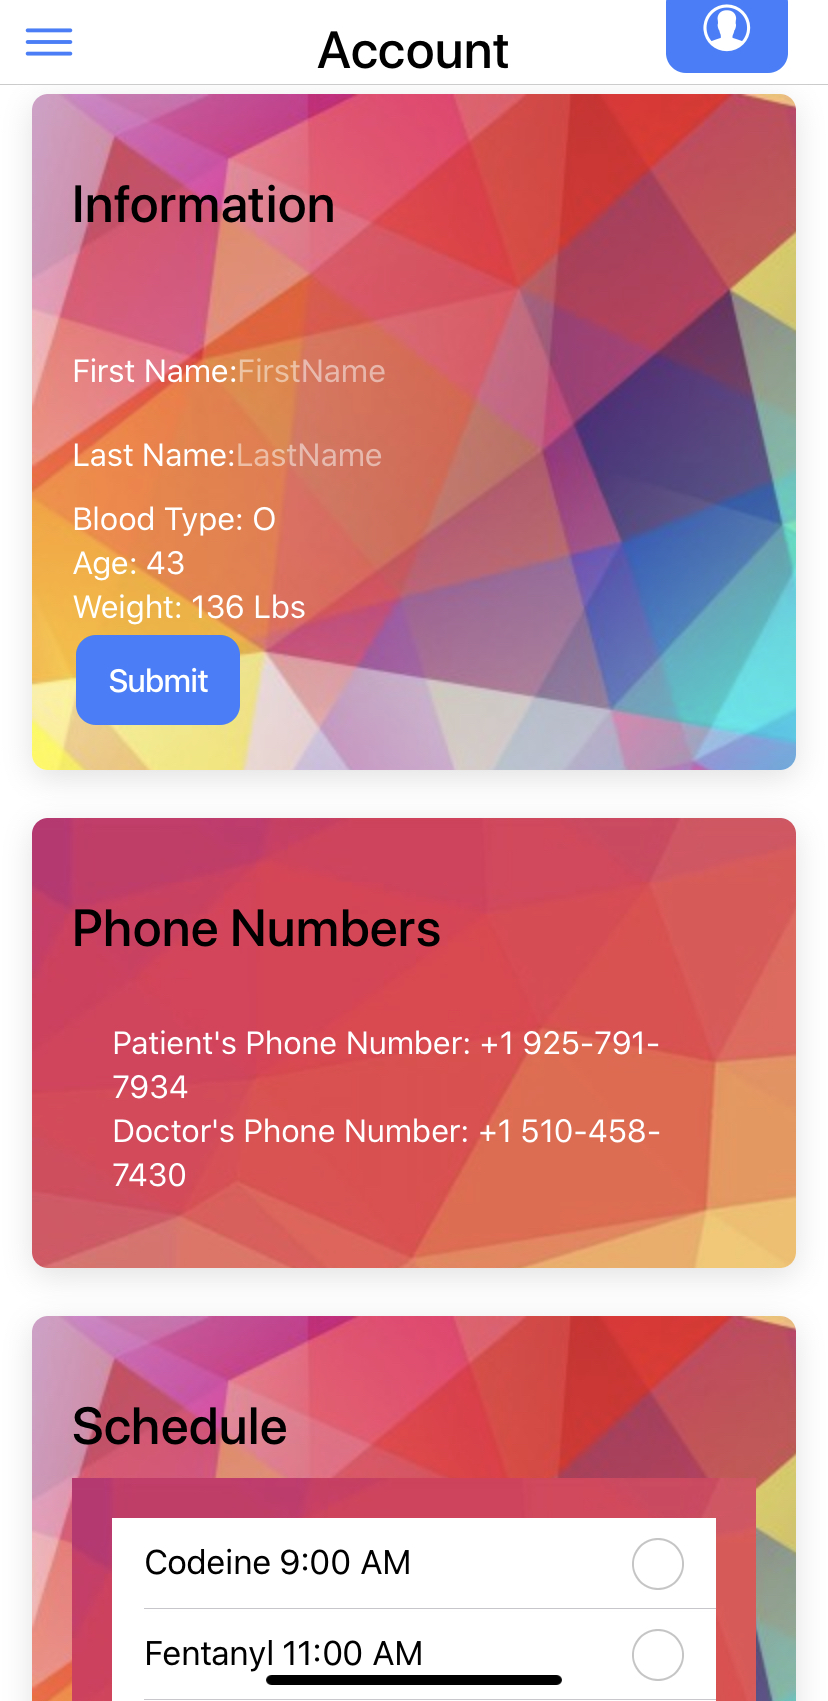 Account
Information
First Name:FirstName
Last Name:LastName
Blood Type: O
Age: 43
Weight: 136 Lbs
Submit
Phone Numbers
Patient's Phone Number: +1 925-791-
7934
Doctor's Phone Number: +1 510-458-
7430
Schedule
Codeine 9:00 AM
Fentanyl 11:00 AM